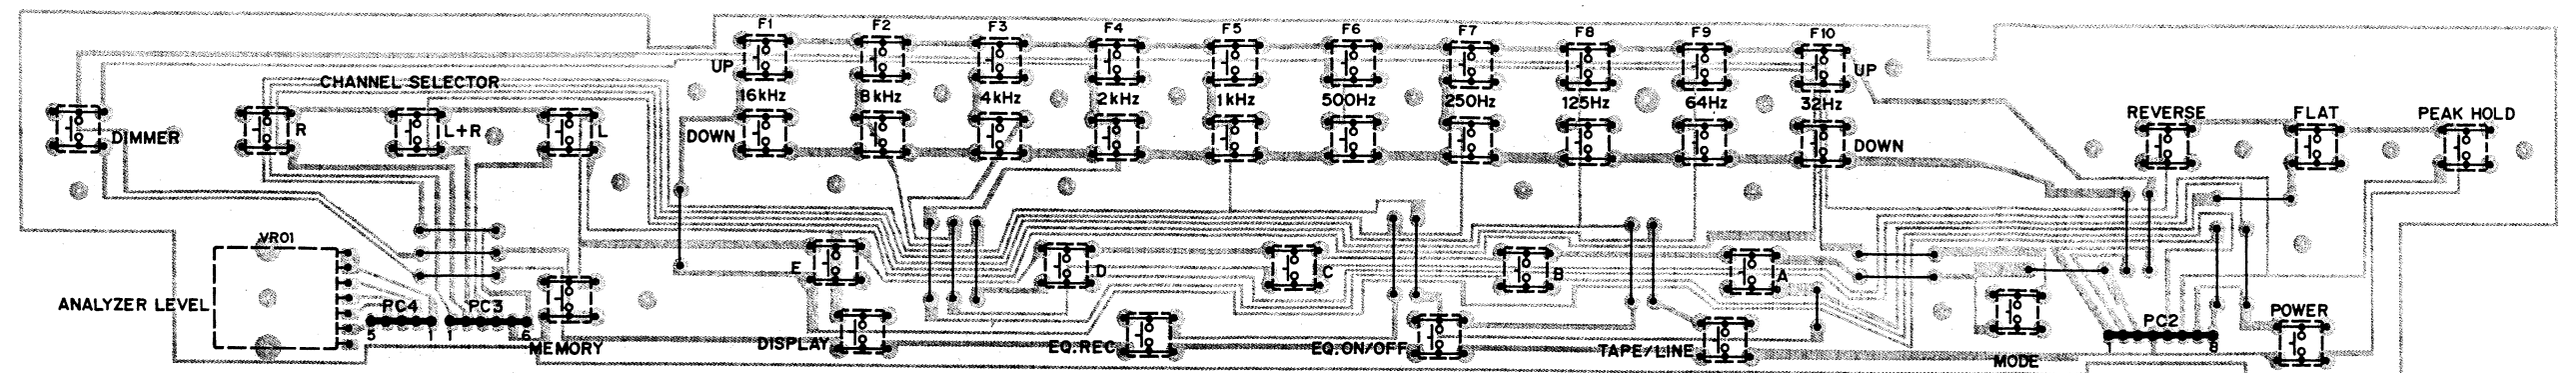 F1 F2 F3 F4 F5 F6 F7 F8 F9 F10
UP UP
CHANNEL SELECTOR
16kHz 8kHz 4kHz 2kHz 1kHz 500Hz 250Hz 125Hz 64Hz 32Hz
REVERSE FLAT PEAK HOLD
DIMMER R L+R L DOWN DOWN
VR01
E D C B A
ANALYZER LEVEL PC4 PC3 POWER
5 1 1 6 PC2
1 8
MEMORY DISPLAY EQ.REC EQ.ON/OFF TAPE/LINE MODE